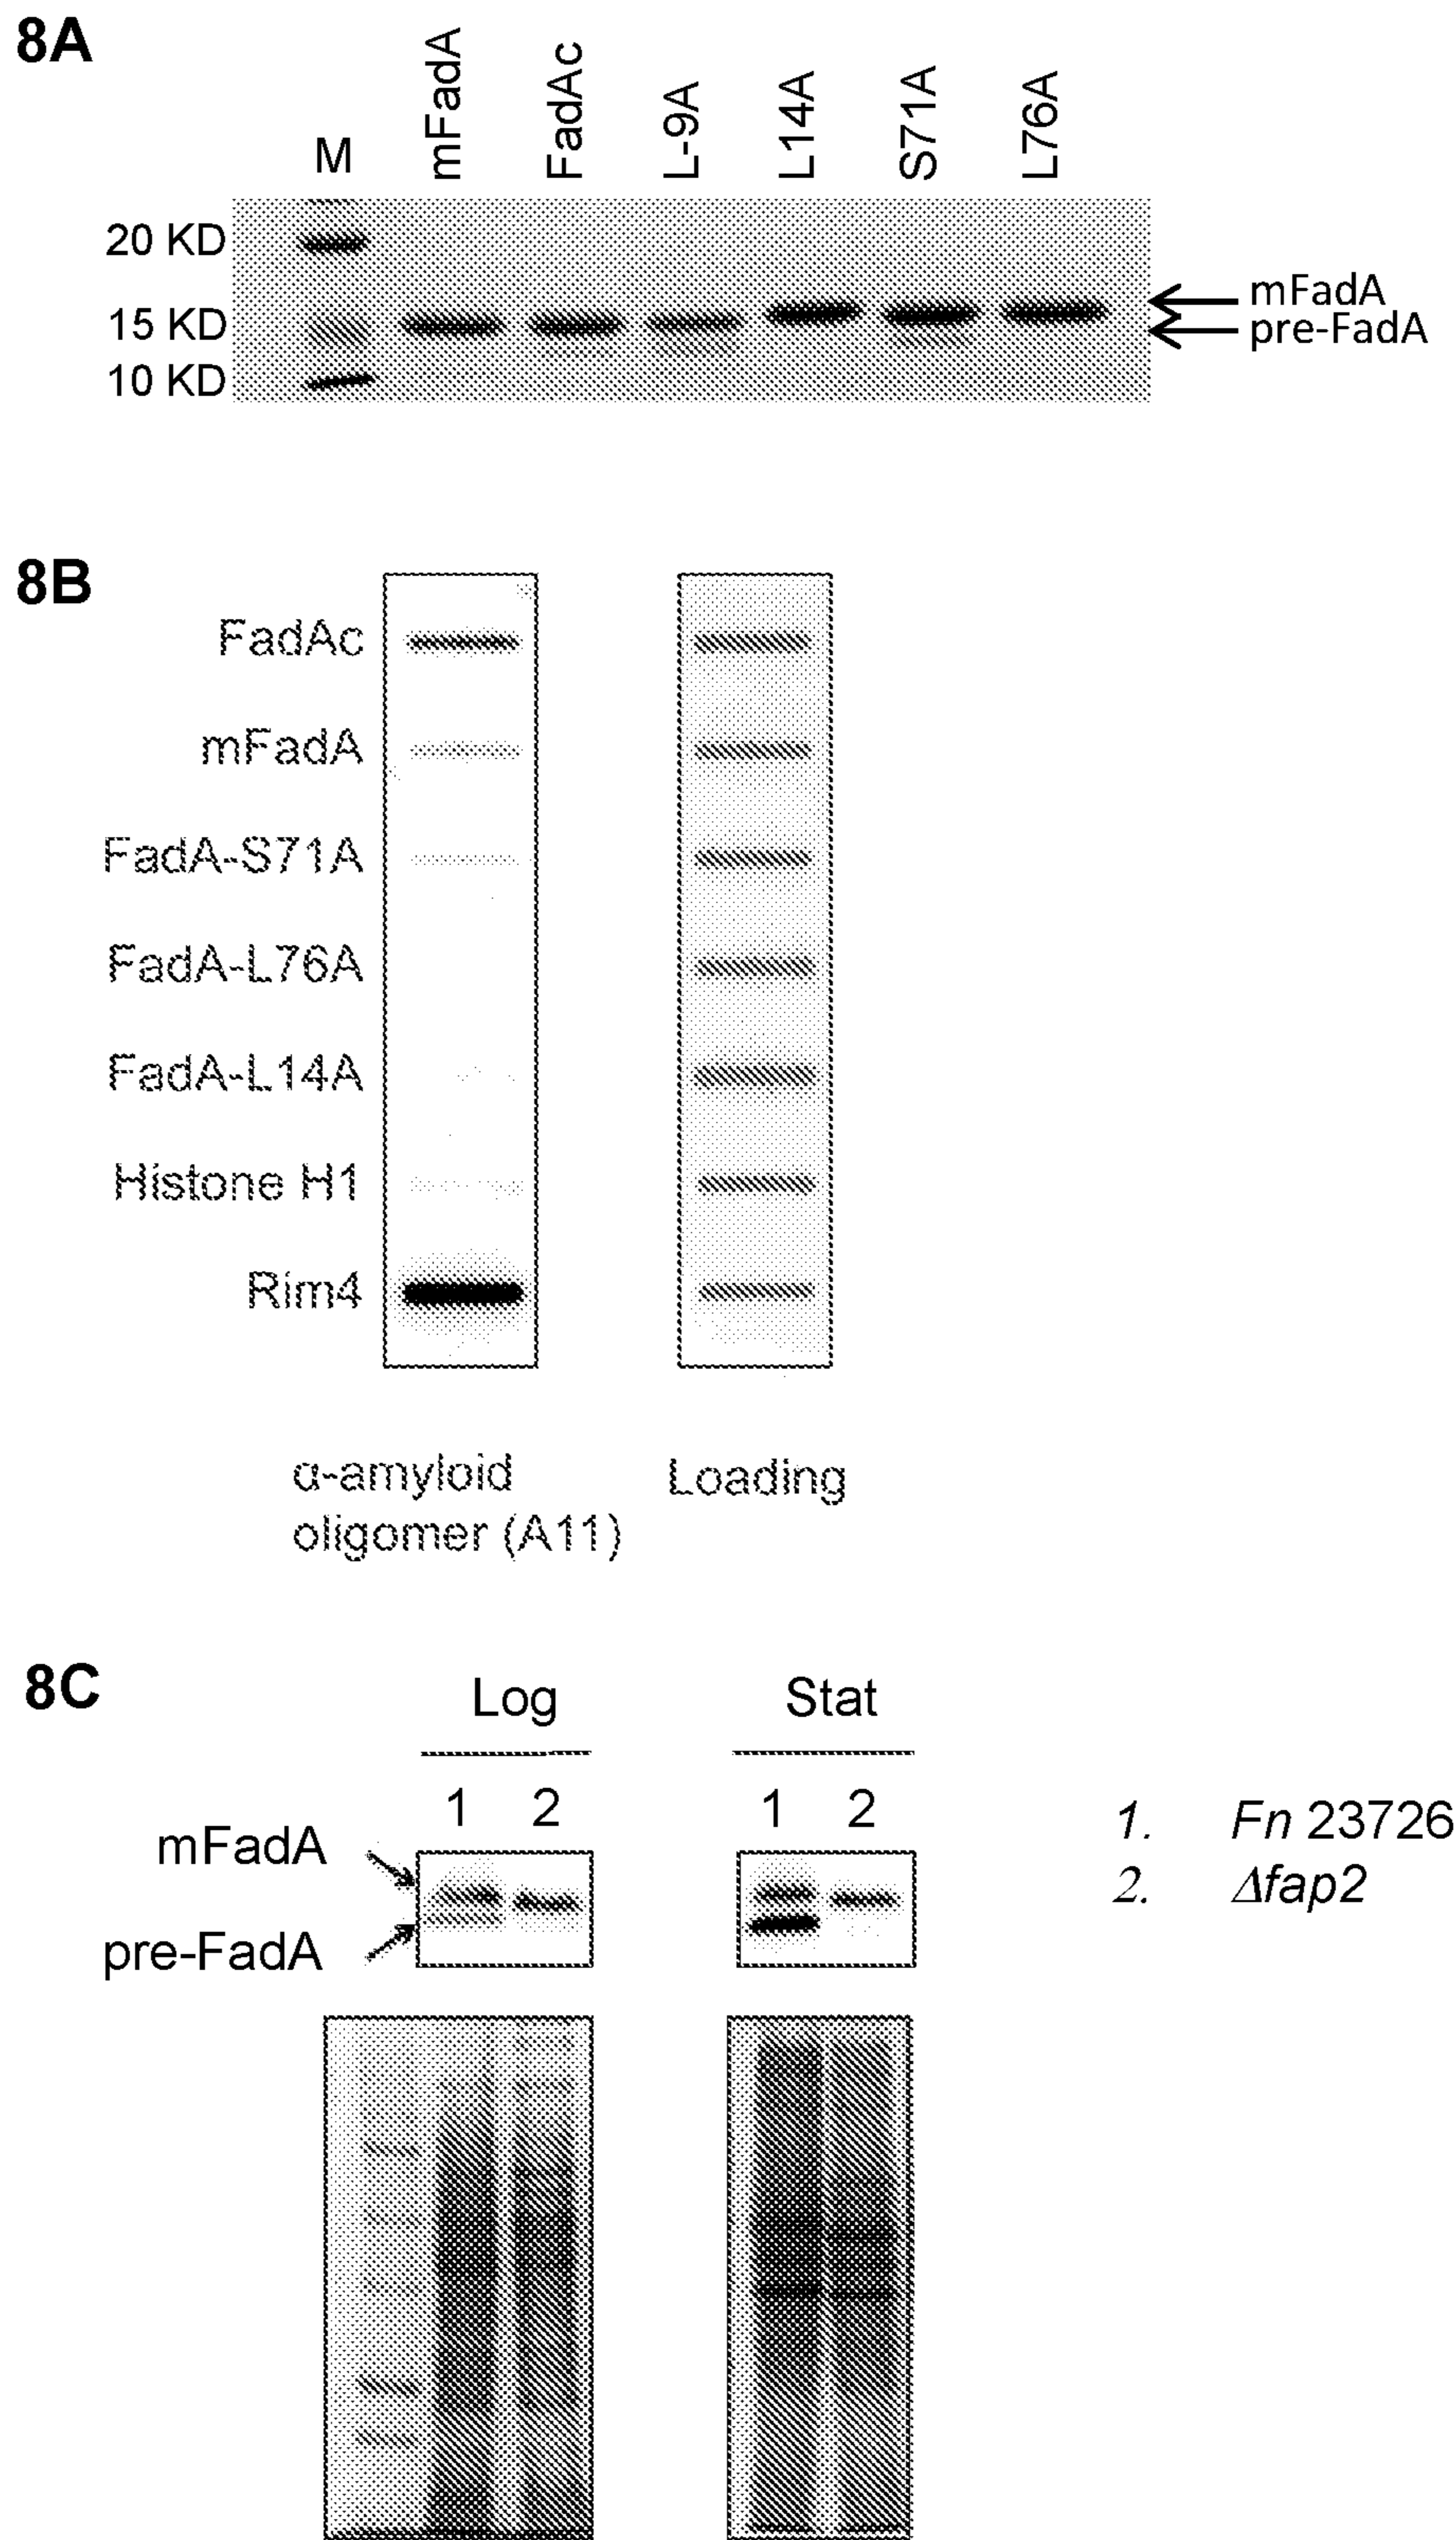 8A
M mFadA FadAc L-9A L14A S71A L76A
20 KD
15 KD
10 KD
mFadA
pre-FadA
8B
FadAc
mFadA
FadA-S71A
FadA-L76A
FadA-L14A
Histone H1
Rim4
α-amyloid
oligomer (A11)
Loading
8C
Log Stat
1 2 1 2
mFadA
pre-FadA
1. Fn 23726
2. Δfap2